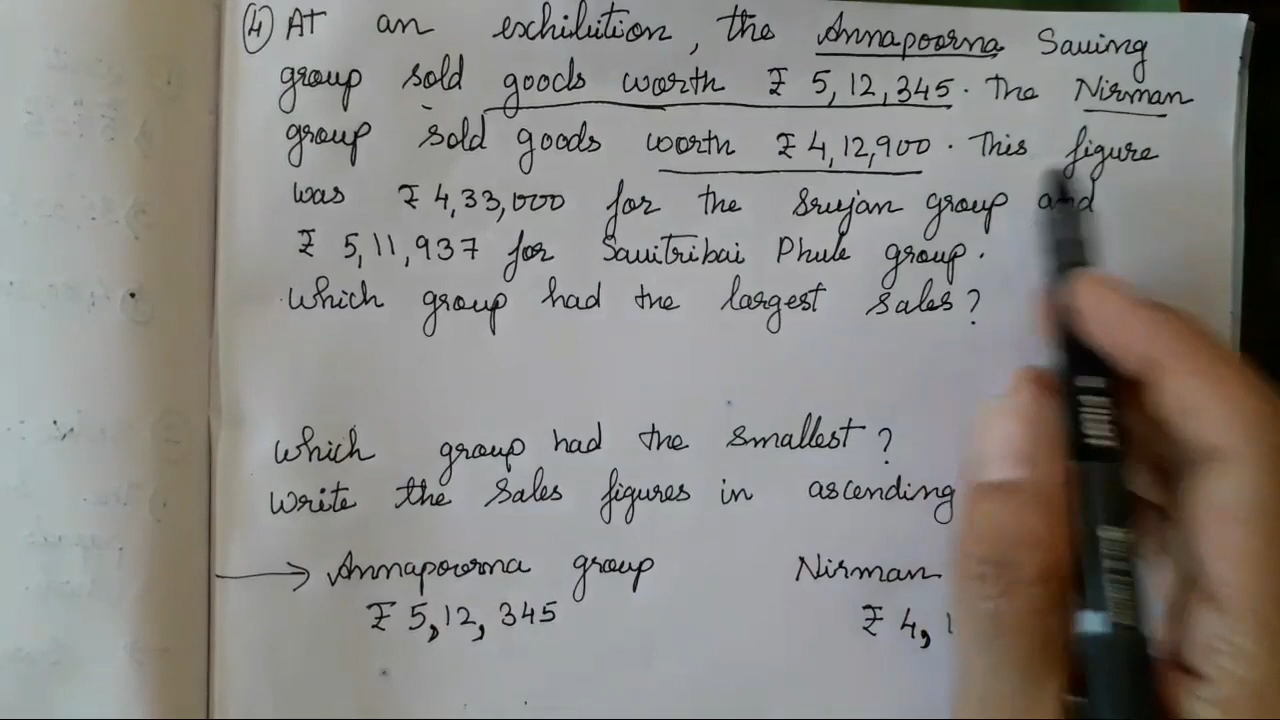 ④ At an exhibition, the Annapoorna Saving
group sold goods worth ₹ 5,12,345. The Nirman
group sold goods worth ₹ 4,12,900. This figure
was ₹ 4,33,000 for the Srujan group and
₹ 5,11,937 for Savitribai Phule group.
Which group had the largest sales?
Which group had the smallest?
Write the sales figures in ascending
→ Annapoorna group Nirman
₹ 5,12,345 ₹ 4,1